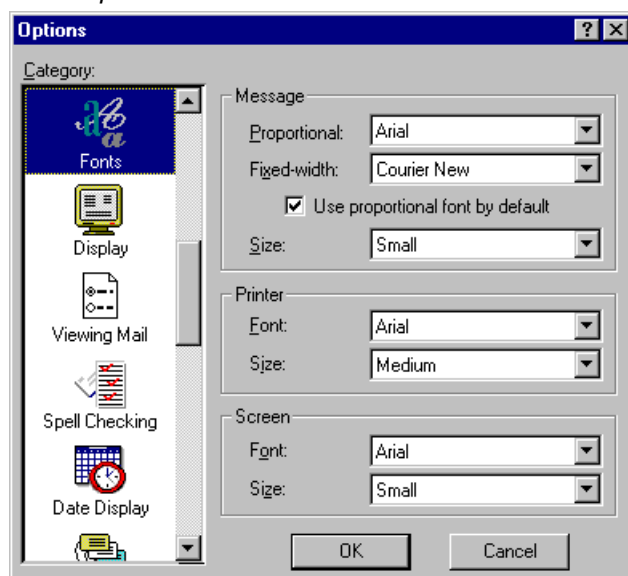 Options
Category:
Fonts
Display
Viewing Mail
Spell Checking
Date Display
Message
Proportional: Arial
Fixed-width: Courier New
Use proportional font by default
Size: Small
Printer
Font: Arial
Size: Medium
Screen
Font: Arial
Size: Small
OK Cancel